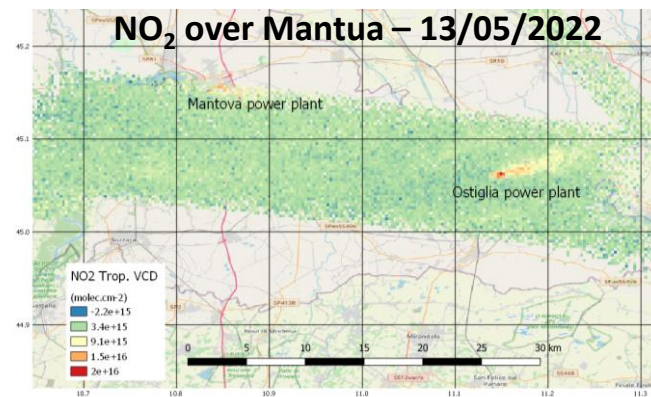 NO₂ over Mantua – 13/05/2022
45.2
Mantova power plant
45.1
Ostiglia power plant
45.0
NO2 Trop. VCD
(molec.cm-2)
-2.2e+15
3.4e+15
9.1e+15
1.5e+16
2e+16
44.9
0 5 10 15 20 25 30 km
10.7 10.8 10.9 11.0 11.1 11.2 11.3